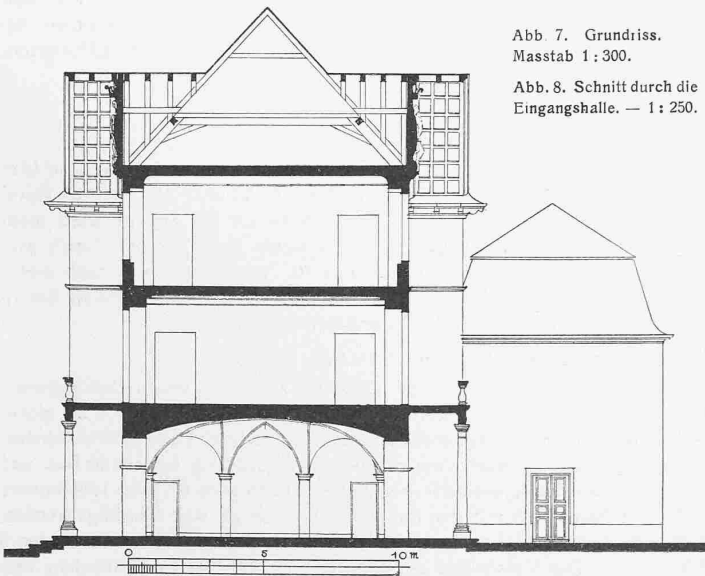 Abb. 7. Grundriss.
Masstab 1 : 300.
Abb. 8. Schnitt durch die
Eingangshalle. — 1 : 250.
0 5 10 m